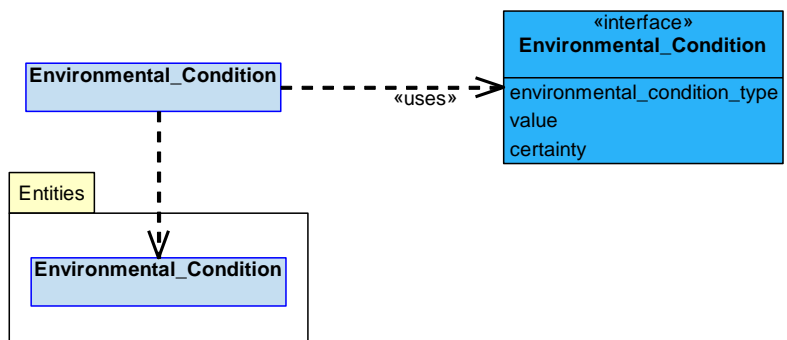 «interface»
Environmental_Condition
environmental_condition_type
value
certainty
Environmental_Condition
«uses»
Entities
Environmental_Condition